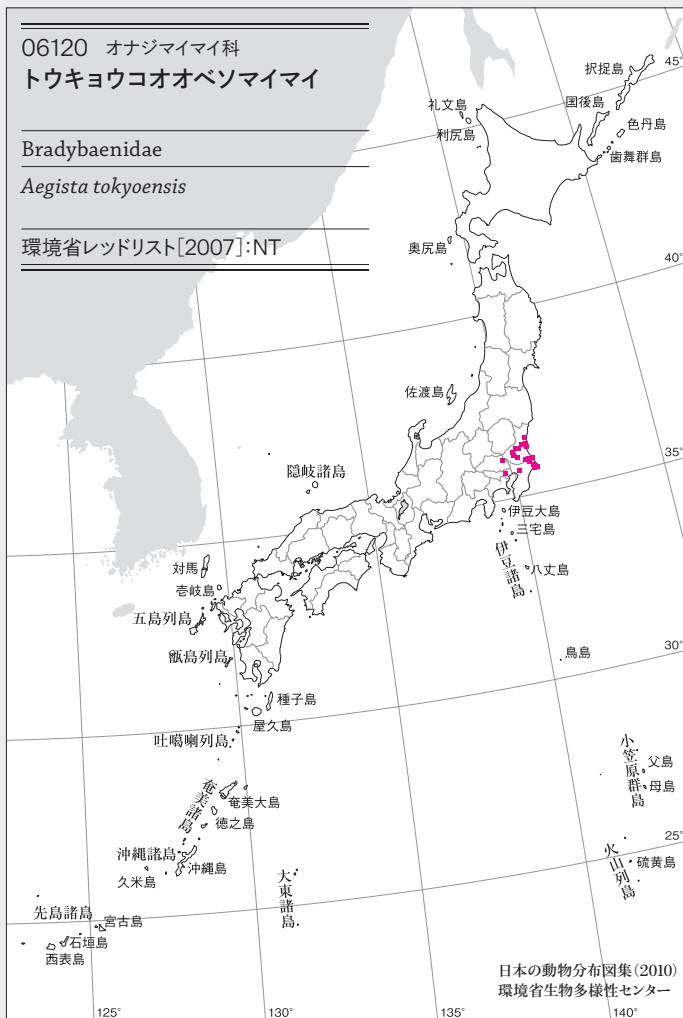 06120 オナジマイマイ科
トウキョウコオオベソマイマイ
Bradybaenidae
Aegista tokyoensis
環境省レッドリスト[2007]:NT
択捉島
45°
国後島
礼文島
色丹島
利尻島
歯舞群島
奥尻島
40°
佐渡島
35°
隠岐諸島
伊豆大島
三宅島
伊豆諸島
八丈島
対馬
壱岐島
五島列島
甑島列島
鳥島
30°
種子島
屋久島
吐噶喇列島
小笠原群島
父島
母島
奄美諸島
奄美大島
徳之島
25°
沖縄諸島
沖縄島
久米島
火山列島
硫黄島
大東諸島
先島諸島
宮古島
石垣島
西表島
日本の動物分布図集(2010)
環境省生物多様性センター
125°
130°
135°
140°